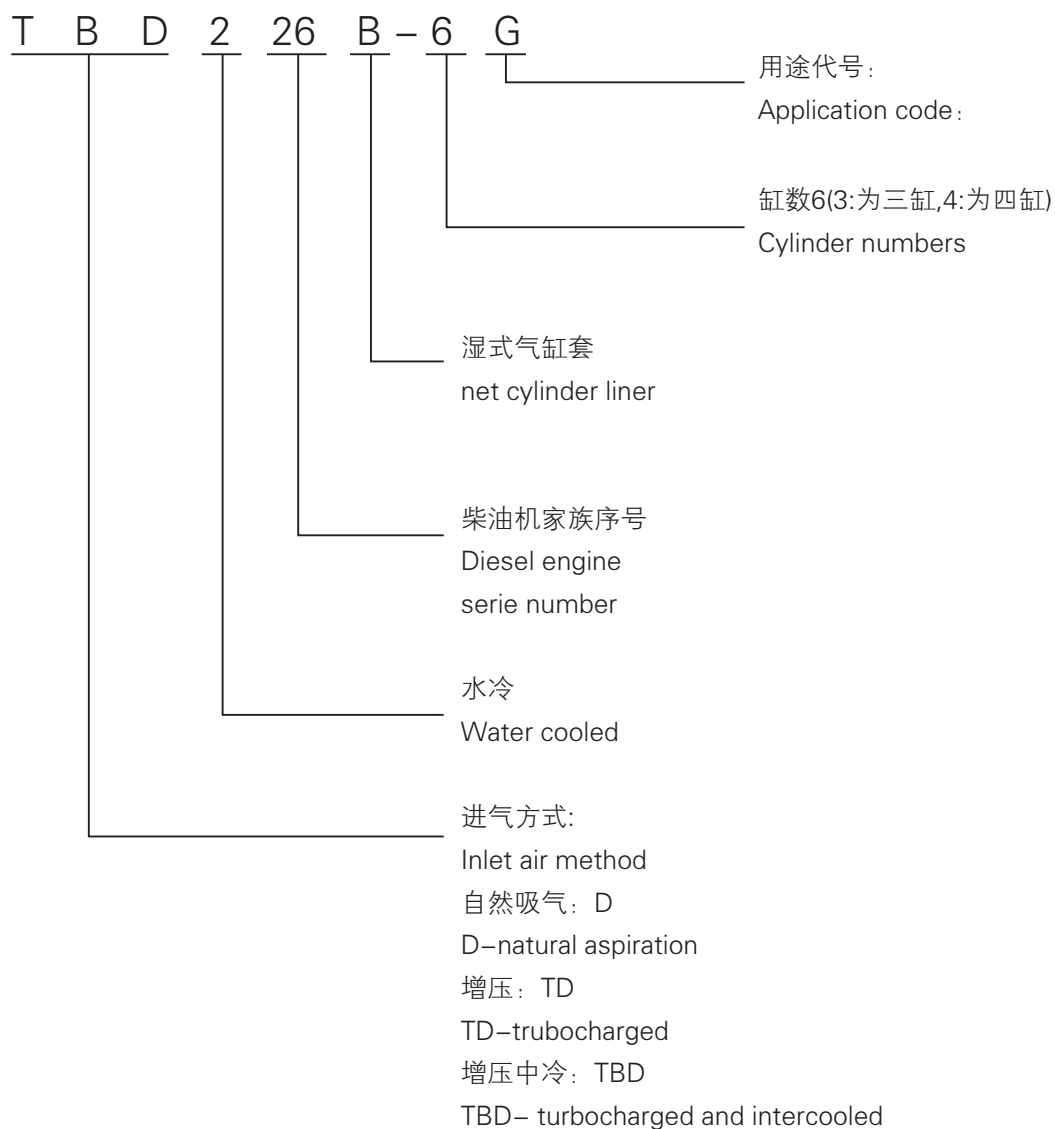 T B D 2 26 B–6 G
用途代号：
Application code：
缸数6(3:为三缸,4:为四缸)
Cylinder numbers
湿式气缸套
net cylinder liner
柴油机家族序号
Diesel engine
serie number
水冷
Water cooled
进气方式:
Inlet air method
自然吸气：D
D–natural aspiration
增压：TD
TD–trubocharged
增压中冷：TBD
TBD– turbocharged and intercooled